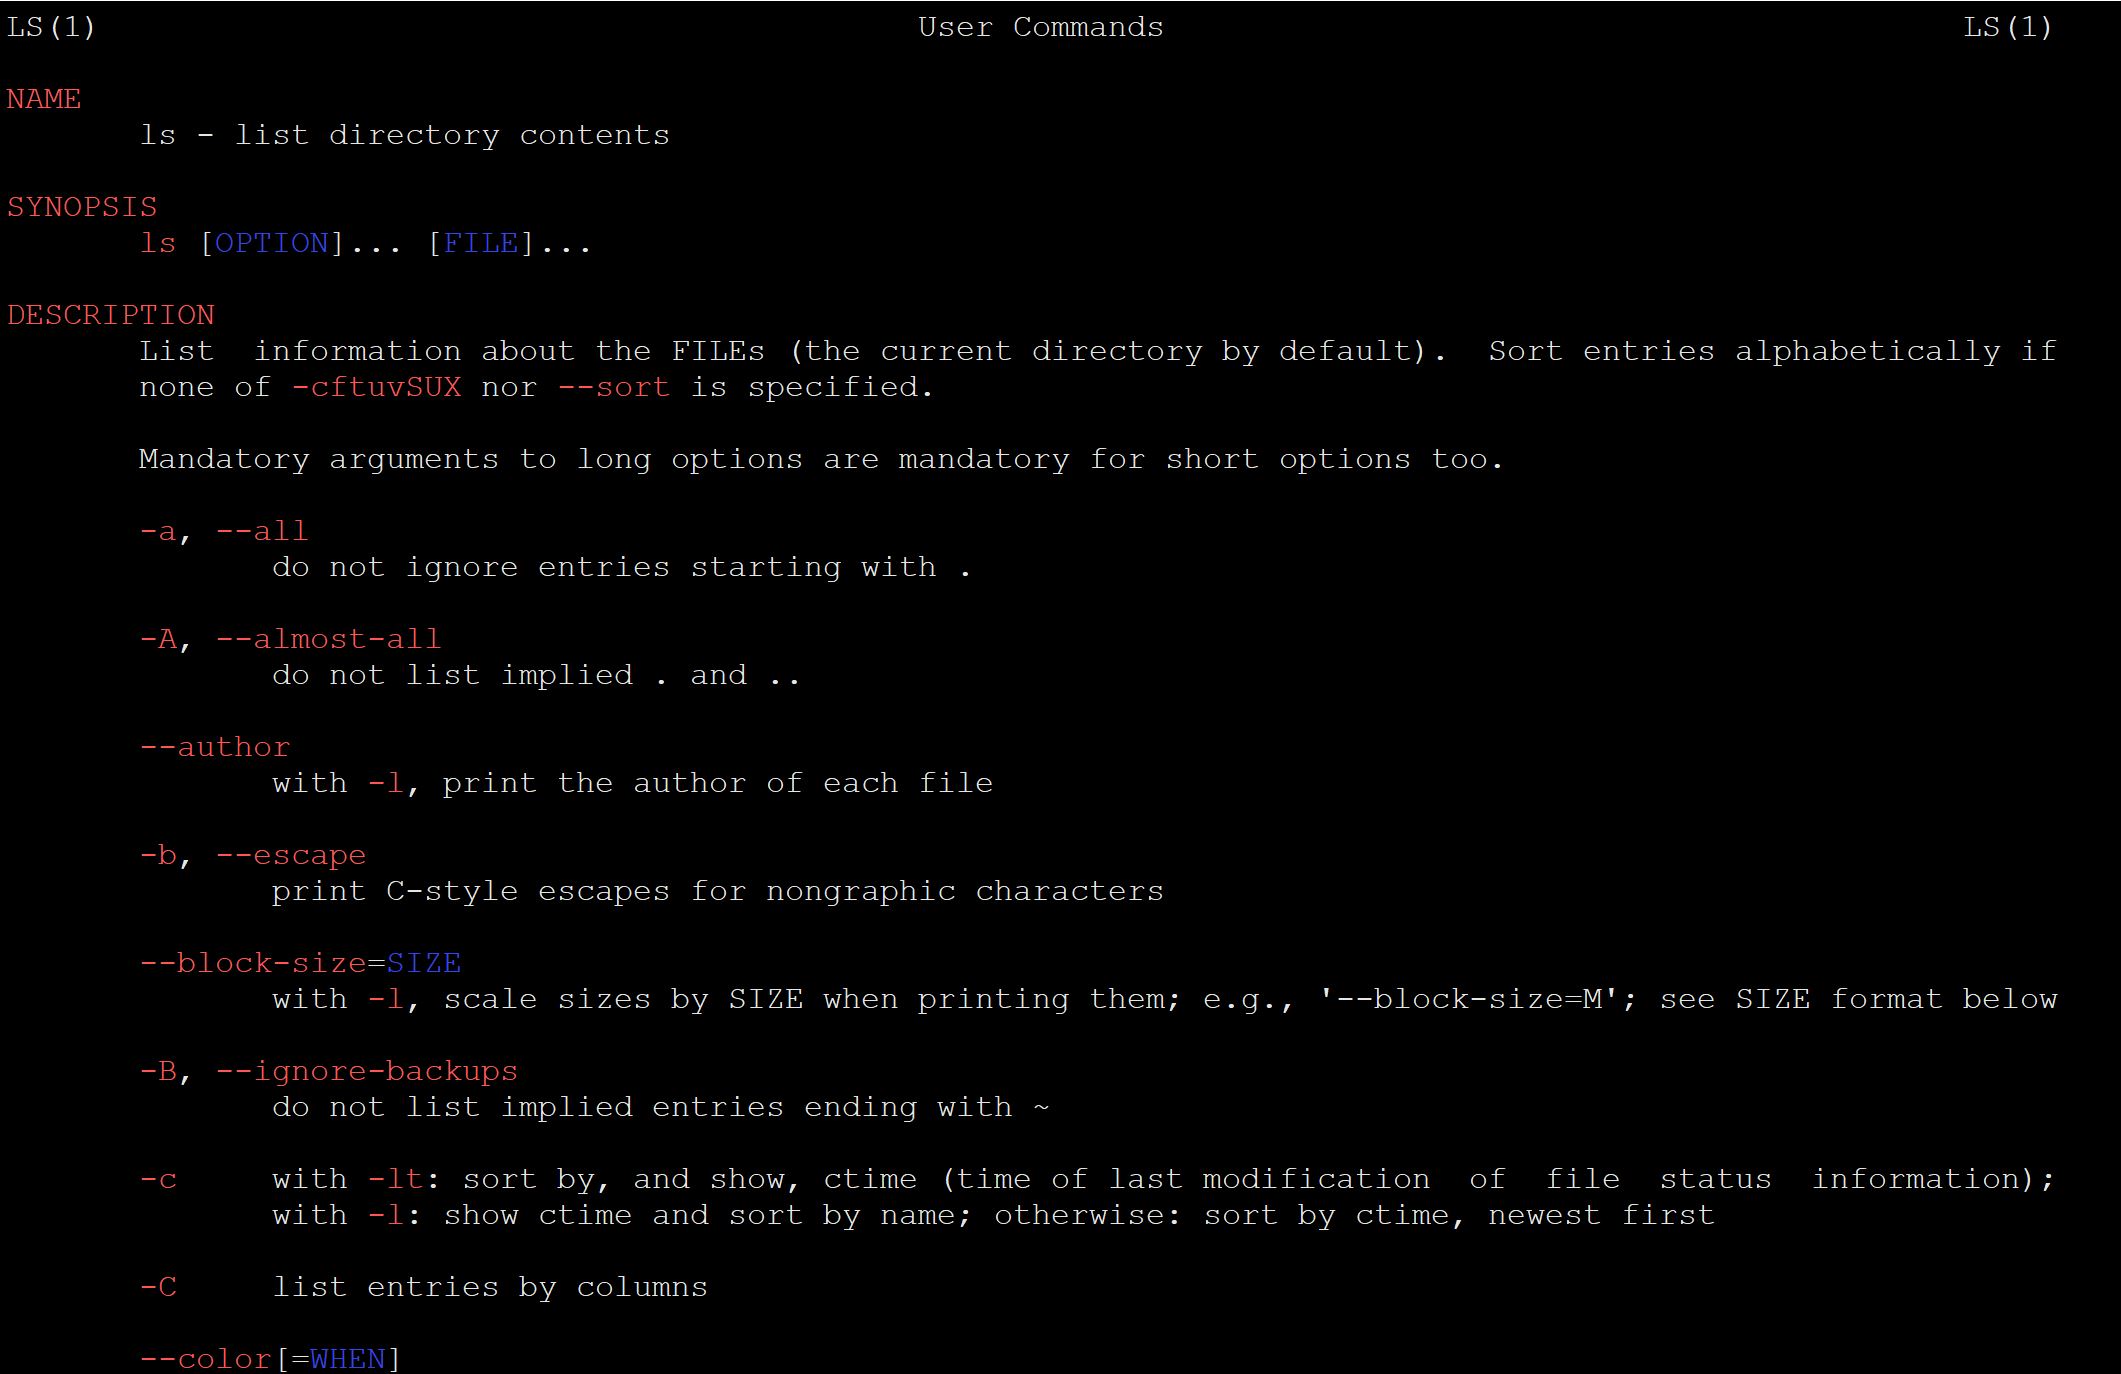 LS(1)                                            User Commands                                           LS(1)

NAME
       ls - list directory contents

SYNOPSIS
       ls [OPTION]... [FILE]...

DESCRIPTION
       List  information about the FILEs (the current directory by default).  Sort entries alphabetically if
       none of -cftuvSUX nor --sort is specified.

       Mandatory arguments to long options are mandatory for short options too.

       -a, --all
              do not ignore entries starting with .

       -A, --almost-all
              do not list implied . and ..

       --author
              with -l, print the author of each file

       -b, --escape
              print C-style escapes for nongraphic characters

       --block-size=SIZE
              with -l, scale sizes by SIZE when printing them; e.g., '--block-size=M'; see SIZE format below

       -B, --ignore-backups
              do not list implied entries ending with ~

       -c     with -lt: sort by, and show, ctime (time of last modification  of  file  status  information);
              with -l: show ctime and sort by name; otherwise: sort by ctime, newest first

       -C     list entries by columns

       --color[=WHEN]